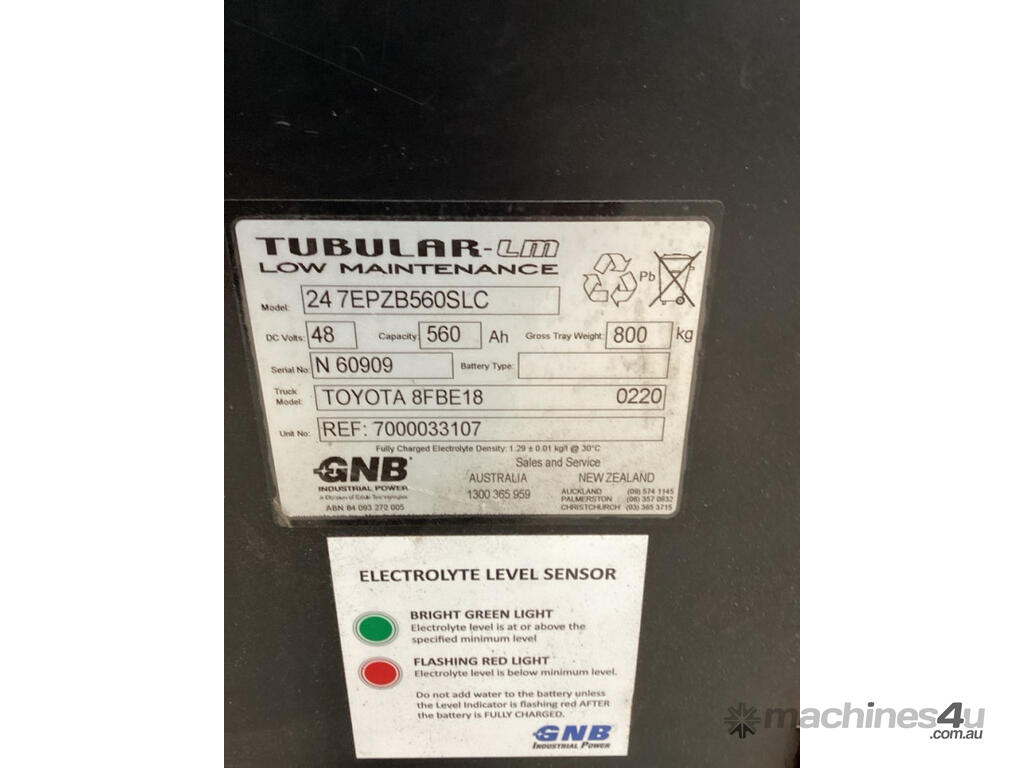 TUBULAR-LM
LOW MAINTENANCE
Pb
Model: 24 7EPZB560SLC
DC Volts: 48 Capacity: 560 Ah Gross Tray Weight: 800 kg
Serial No: N 60909 Battery Type:
Truck Model: TOYOTA 8FBE18 0220
Unit No: REF: 7000033107
Fully Charged Electrolyte Density: 1.29 ± 0.01 kg/l @ 30°C
GNB
INDUSTRIAL POWER
a Division of Exide Technologies
ABN 84 093 272 005
Sales and Service
AUSTRALIA NEW ZEALAND
1300 365 959
AUCKLAND (09) 574 1145
PALMERSTON (06) 357 0632
CHRISTCHURCH (03) 365 3715
ELECTROLYTE LEVEL SENSOR
BRIGHT GREEN LIGHT
Electrolyte level is at or above the
specified minimum level
FLASHING RED LIGHT
Electrolyte level is below minimum level.
Do not add water to the battery unless
the Level Indicator is flashing red AFTER
the battery is FULLY CHARGED.
GNB
INDUSTRIAL POWER
machines4u
.com.au